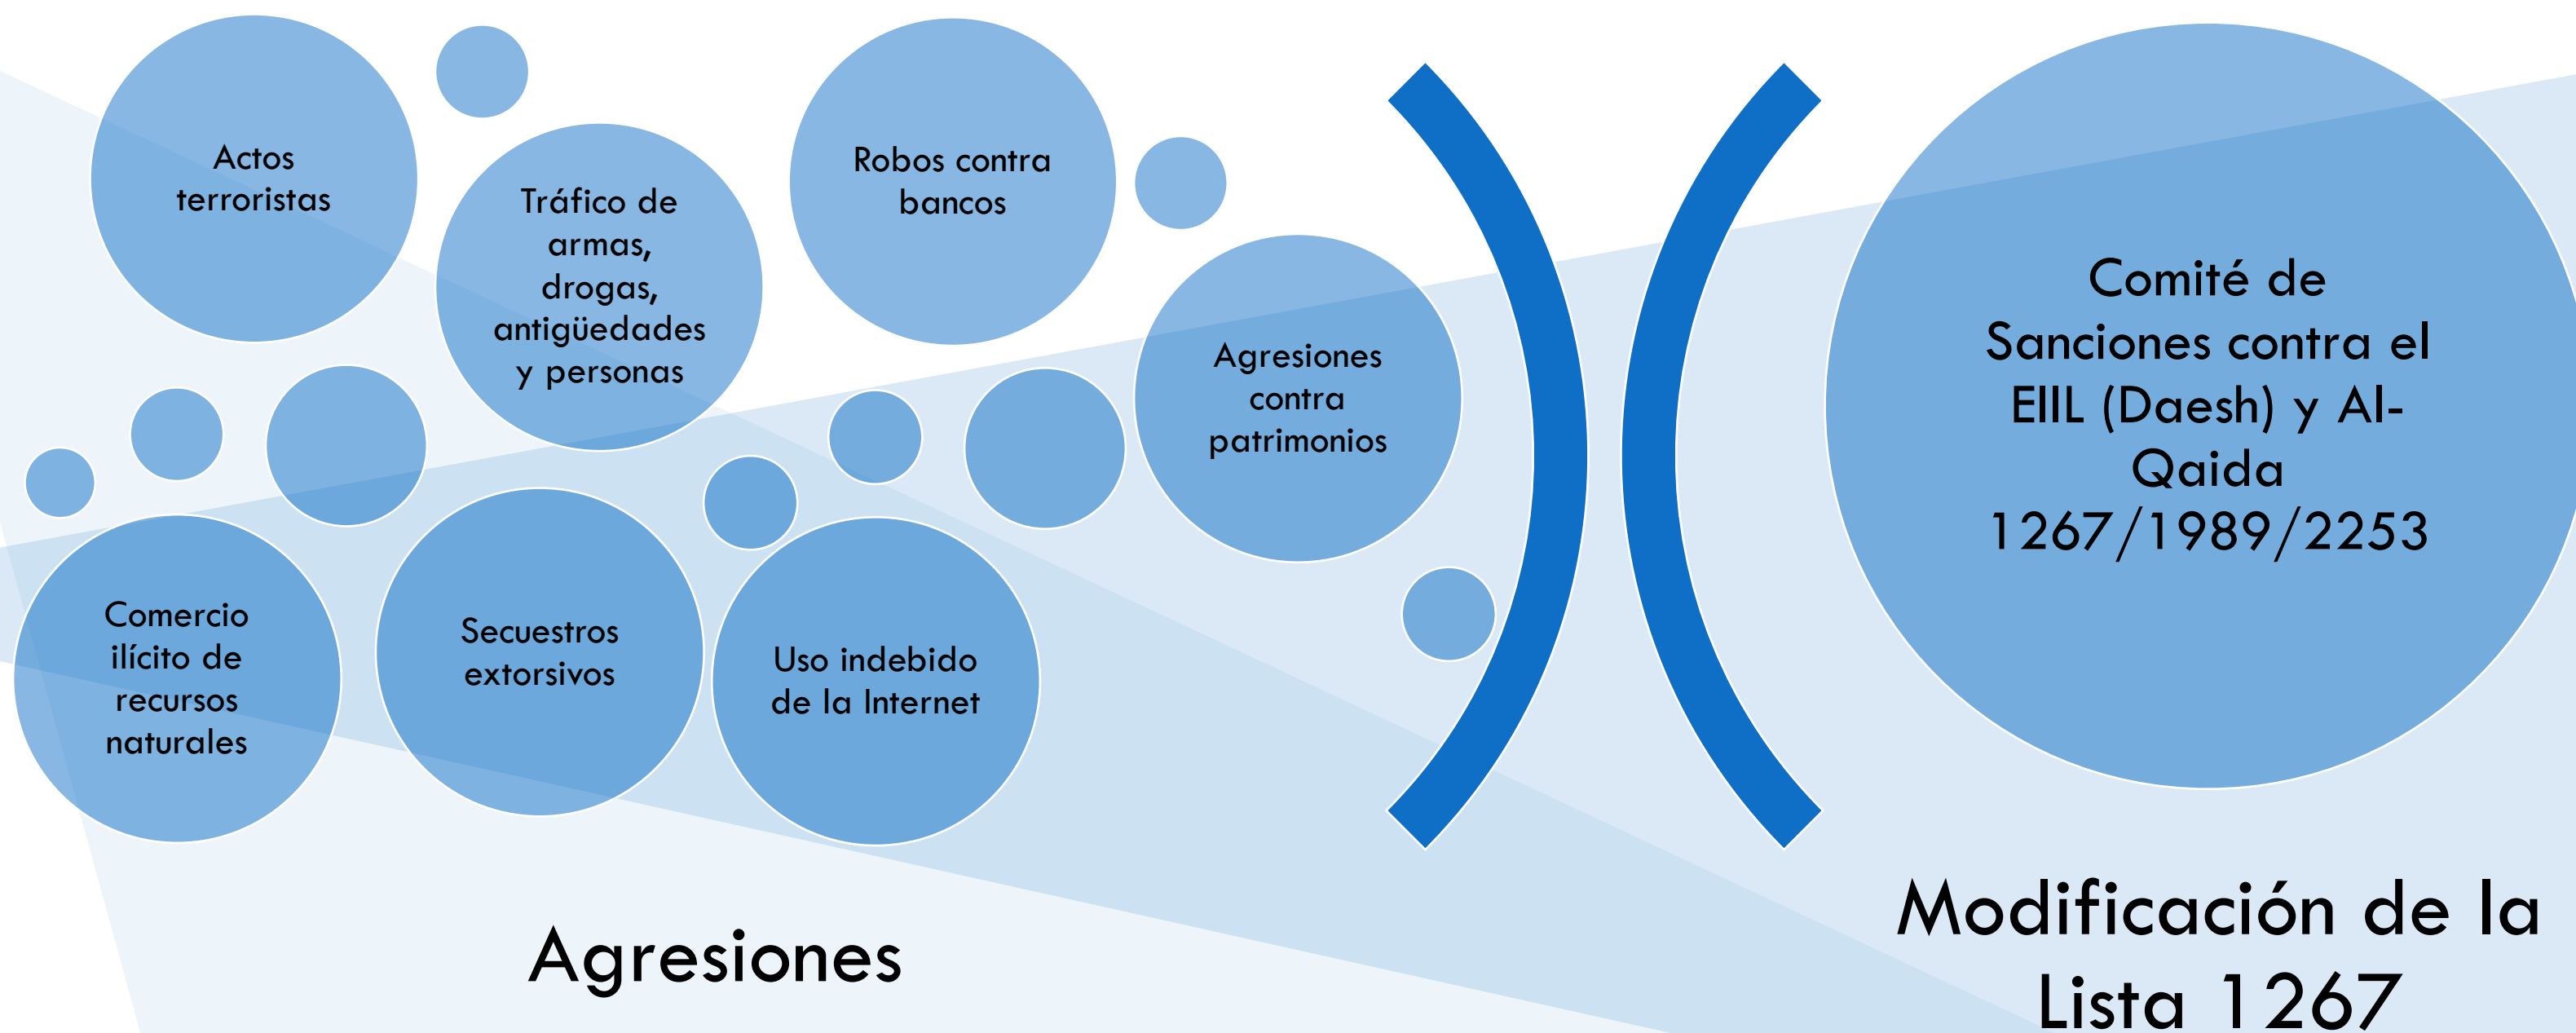 Actos
terroristas
Tráfico de
armas,
drogas,
antigüedades
y personas
Robos contra
bancos
Agresiones
contra
patrimonios
Comercio
ilícito de
recursos
naturales
Secuestros
extorsivos
Uso indebido
de la Internet
Agresiones
Comité de
Sanciones contra el
EIIL (Daesh) y Al-
Qaida
1267/1989/2253
Modificación de la
Lista 1267